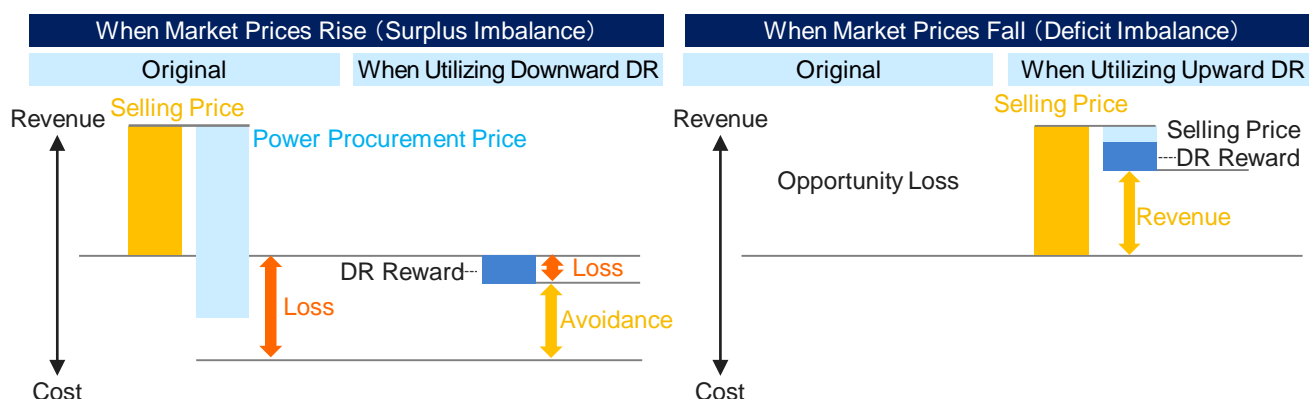 When Market Prices Rise（Surplus Imbalance）
Original
When Utilizing Downward DR
Revenue
Selling Price
Power Procurement Price
DR Reward
Loss
Loss
Avoidance
Cost
When Market Prices Fall（Deficit Imbalance）
Original
When Utilizing Upward DR
Revenue
Selling Price
Selling Price
DR Reward
Opportunity Loss
Revenue
Cost